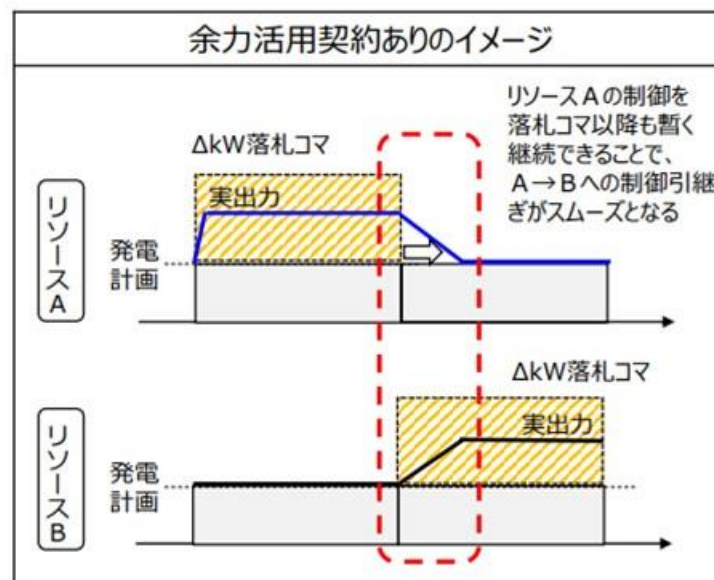 余力活用契約ありのイメージ
リソースAの制御を
落札コマ以降も暫く
継続できることで、
A→Bへの制御引継
ぎがスムーズとなる
ΔkW落札コマ
実出力
リソースA
発電
計画
ΔkW落札コマ
実出力
リソースB
発電
計画